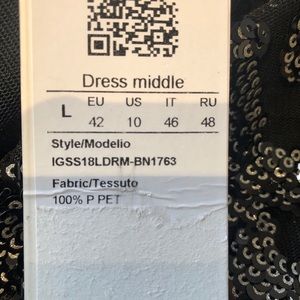 Dress middle
L EU US IT RU
42 10 46 48
Style/Modelio
IGSS18LDRM-BN1763
Fabric/Tessuto
100% P PET